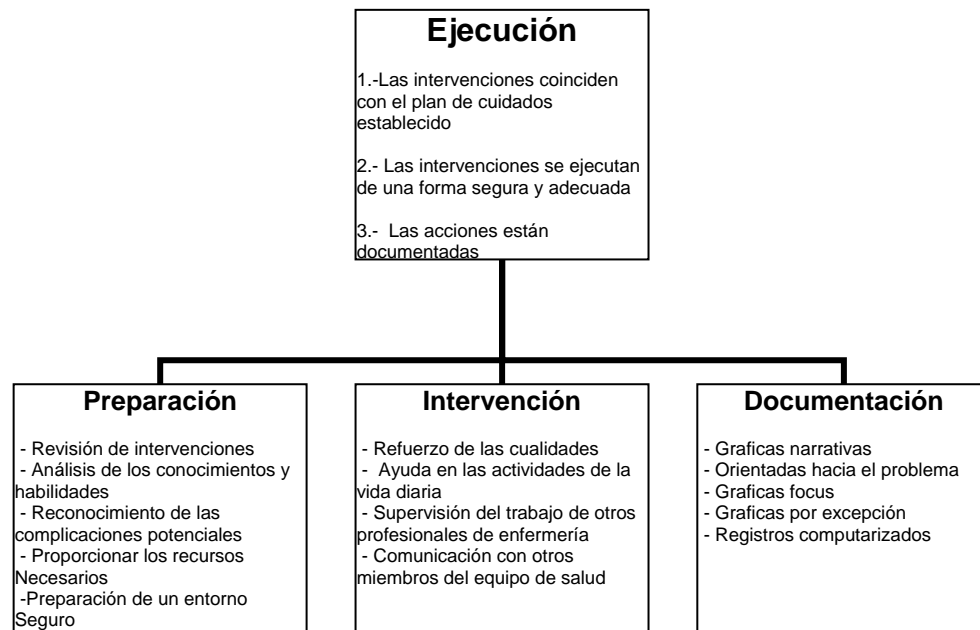 Ejecución
1.-Las intervenciones coinciden
con el plan de cuidados
establecido
2.- Las intervenciones se ejecutan
de una forma segura y adecuada
3.-  Las acciones están
documentadas
Preparación
- Revisión de intervenciones
- Análisis de los conocimientos y
habilidades
- Reconocimiento de las
complicaciones potenciales
- Proporcionar los recursos
Necesarios
-Preparación de un entorno
Seguro
Intervención
- Refuerzo de las cualidades
-  Ayuda en las actividades de la
vida diaria
- Supervisión del trabajo de otros
profesionales de enfermería
- Comunicación con otros
miembros del equipo de salud
Documentación
- Graficas narrativas
- Orientadas hacia el problema
- Graficas focus
- Graficas por excepción
- Registros computarizados